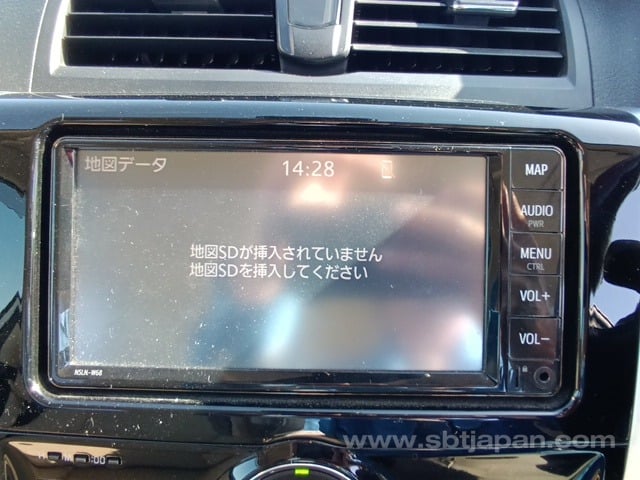 地図データ 14:28
MAP
AUDIO
PWR
地図SDが挿入されていません
地図SDを挿入してください
MENU
CTRL
VOL+
VOL−
NSLN-W68
www.sbtjapan.com